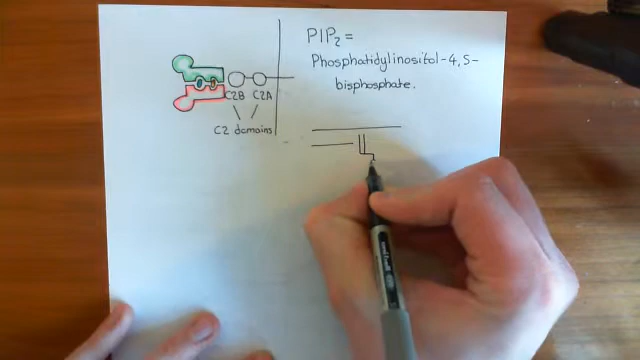 PIP₂ =
Phosphatidylinositol-4,5-
bisphosphate.
C2B C2A
C2 domains